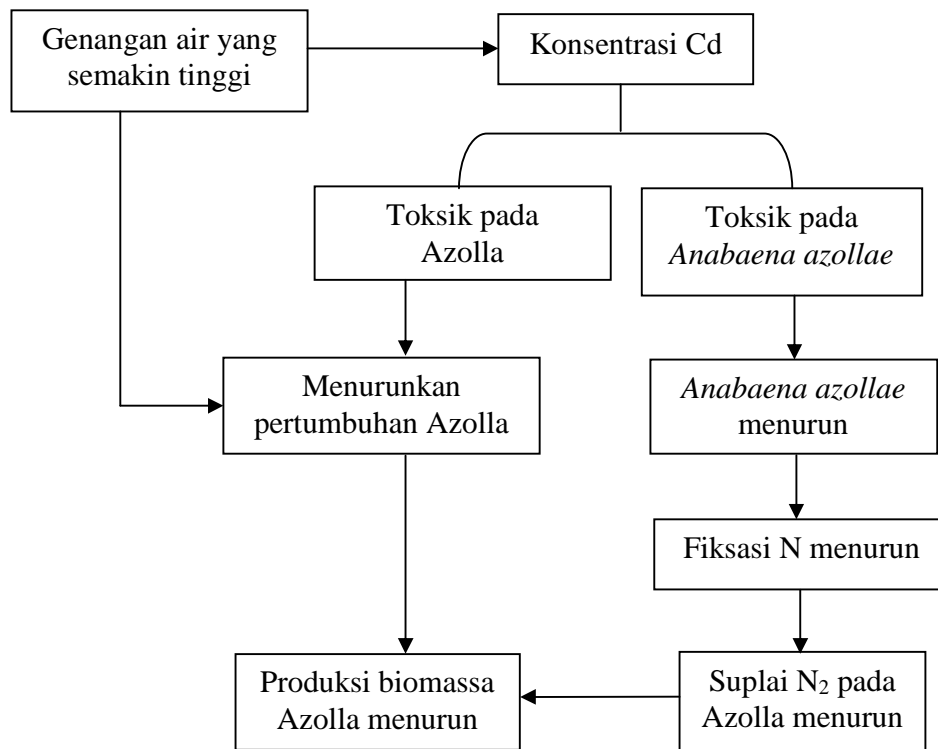 Genangan air yang
semakin tinggi
Konsentrasi Cd
Toksik pada
Azolla
Toksik pada
Anabaena azollae
Menurunkan
pertumbuhan Azolla
Anabaena azollae
menurun
Fiksasi N menurun
Produksi biomassa
Azolla menurun
Suplai N₂ pada
Azolla menurun